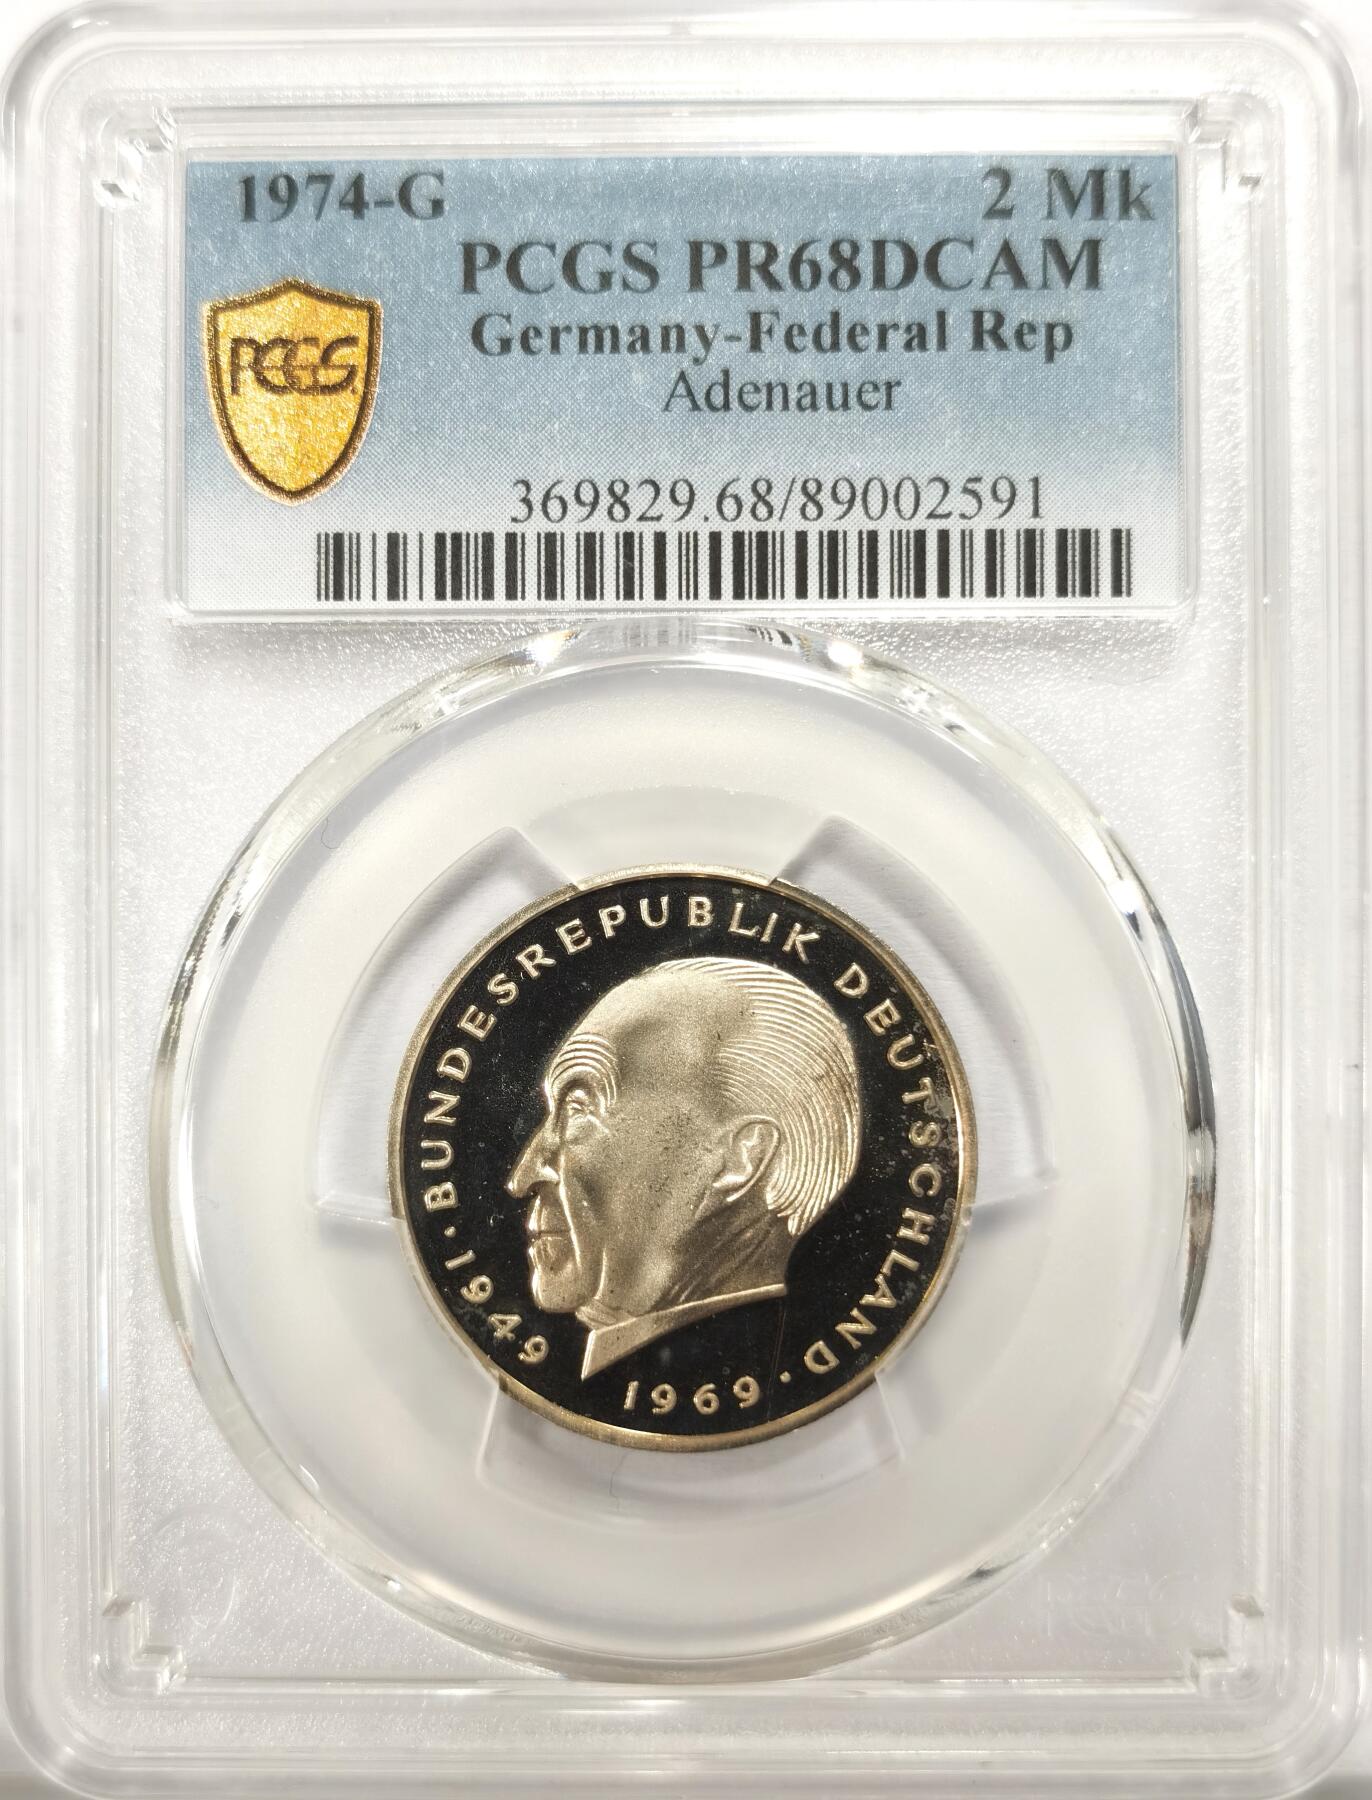 1974-G 2 Mk
PCGS PR68DCAM
Germany-Federal Rep
Adenauer
PCGS
369829.68/89002591
BUNDESREPUBLIK DEUTSCHLAND · 1949 1969 ·